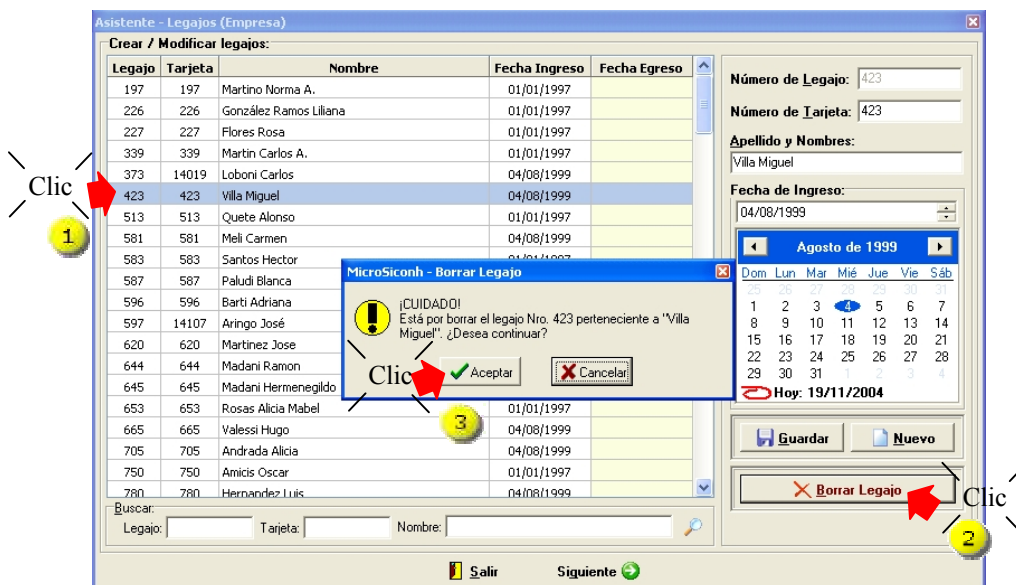 Asistente - Legajos (Empresa)
Crear / Modificar legajos:
Legajo Tarjeta Nombre Fecha Ingreso Fecha Egreso
197 197 Martino Norma A. 01/01/1997
226 226 González Ramos Liliana 01/01/1997
227 227 Flores Rosa 01/01/1997
339 339 Martin Carlos A. 01/01/1997
373 14019 Loboni Carlos 04/08/1999
423 423 Villa Miguel 04/08/1999
513 513 Quete Alonso 01/01/1997
581 581 Meli Carmen 04/08/1999
583 583 Santos Hector 01/01/1997
587 587 Paludi Blanca
596 596 Barti Adriana
597 14107 Aringo José
620 620 Martinez Jose
644 644 Madani Ramon
645 645 Madani Hermenegildo
653 653 Rosas Alicia Mabel 01/01/1997
665 665 Valessi Hugo 04/08/1999
705 705 Andrada Alicia 04/08/1999
750 750 Amicis Oscar 01/01/1997
780 780 Hernandez Luis 04/08/1999
Buscar:
Legajo: Tarjeta: Nombre:
Salir Siguiente
Número de Legajo: 423
Número de Tarjeta: 423
Apellido y Nombres:
Villa Miguel
Fecha de Ingreso:
04/08/1999
Agosto de 1999
Dom Lun Mar Mié Jue Vie Sáb
25 26 27 28 29 30 31
1 2 3 4 5 6 7
8 9 10 11 12 13 14
15 16 17 18 19 20 21
22 23 24 25 26 27 28
29 30 31 1 2 3 4
Hoy: 19/11/2004
Guardar Nuevo
Borrar Legajo
MicroSiconh - Borrar Legajo
¡CUIDADO!
Está por borrar el legajo Nro. 423 perteneciente a "Villa
Miguel". ¿Desea continuar?
Aceptar Cancelar
Clic
1
Clic
2
Clic
3